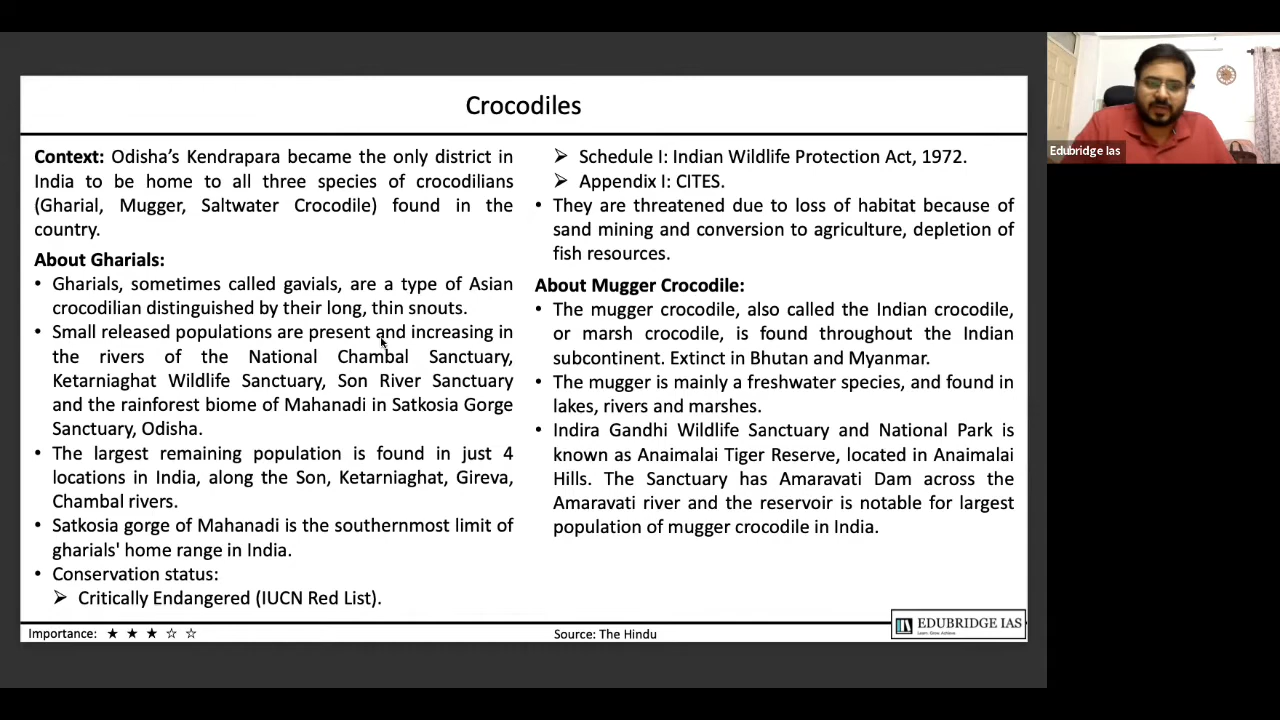 Crocodiles
Context: Odisha's Kendrapara became the only district in
India to be home to all three species of crocodilians
(Gharial, Mugger, Saltwater Crocodile) found in the
country.
About Gharials:
• Gharials, sometimes called gavials, are a type of Asian
crocodilian distinguished by their long, thin snouts.
• Small released populations are present and increasing in
the rivers of the National Chambal Sanctuary,
Ketarniaghat Wildlife Sanctuary, Son River Sanctuary
and the rainforest biome of Mahanadi in Satkosia Gorge
Sanctuary, Odisha.
• The largest remaining population is found in just 4
locations in India, along the Son, Ketarniaghat, Gireva,
Chambal rivers.
• Satkosia gorge of Mahanadi is the southernmost limit of
gharials' home range in India.
• Conservation status:
➢ Critically Endangered (IUCN Red List).
➢ Schedule I: Indian Wildlife Protection Act, 1972.
➢ Appendix I: CITES.
• They are threatened due to loss of habitat because of
sand mining and conversion to agriculture, depletion of
fish resources.
About Mugger Crocodile:
• The mugger crocodile, also called the Indian crocodile,
or marsh crocodile, is found throughout the Indian
subcontinent. Extinct in Bhutan and Myanmar.
• The mugger is mainly a freshwater species, and found in
lakes, rivers and marshes.
• Indira Gandhi Wildlife Sanctuary and National Park is
known as Anaimalai Tiger Reserve, located in Anaimalai
Hills. The Sanctuary has Amaravati Dam across the
Amaravati river and the reservoir is notable for largest
population of mugger crocodile in India.
Importance: ★ ★ ★ ☆ ☆
Source: The Hindu
EDUBRIDGE IAS
Learn. Grow. Achieve
Edubridge Ias